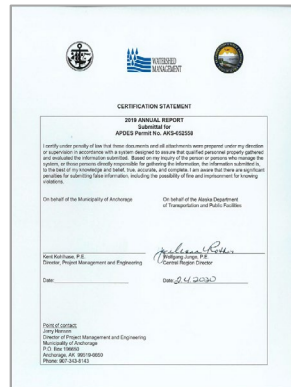 WATERSHED
MANAGEMENT
CERTIFICATION STATEMENT
2019 ANNUAL REPORT
Submittal for
APDES Permit No. AKS-052558
I certify under penalty of law that these documents and all attachments were prepared under my direction
or supervision in accordance with a system designed to assure that qualified personnel properly gathered
and evaluated the information submitted. Based on my inquiry of the person or persons who manage the
system, or those persons directly responsible for gathering the information, the information submitted is,
to the best of my knowledge and belief, true, accurate, and complete. I am aware that there are significant
penalties for submitting false information, including the possibility of fine and imprisonment for knowing
violations.
On behalf of the Municipality of Anchorage
On behalf of the Alaska Department
of Transportation and Public Facilities
Kent Kohlhase, P.E.
Director, Project Management and Engineering
Wolfgang Junge, P.E.
Central Region Director
Date:
Date: 2/4/2020
Point of contact:
Jerry Hansen
Director of Project Management and Engineering
Municipality of Anchorage
P.O. Box 196650
Anchorage, AK 99519-6650
Phone: 907-343-8143